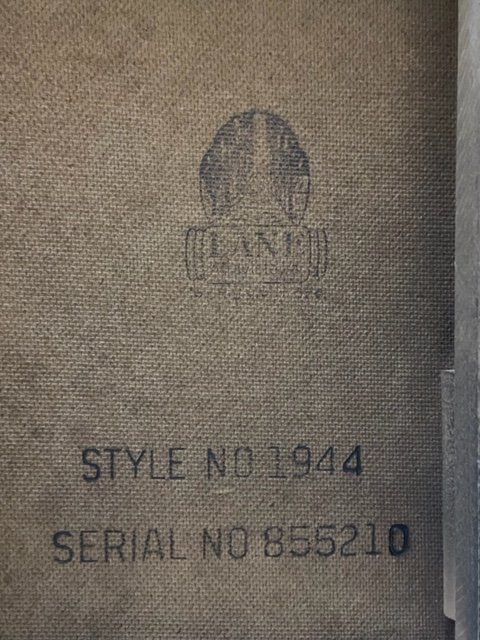 LANE
STYLE NO 1944
SERIAL NO 855210